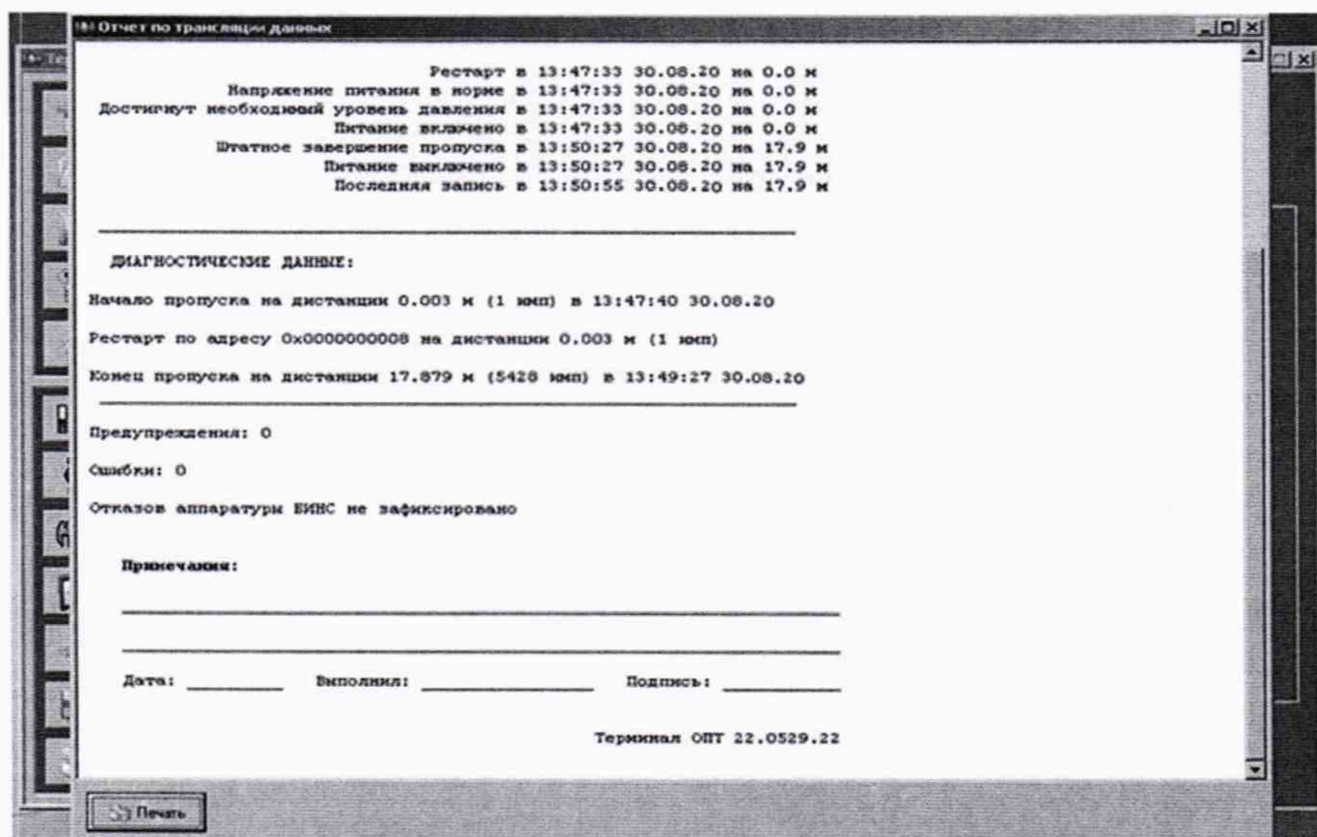 Отчет по трансляции данных
Рестарт в 13:47:33 30.08.20 на 0.0 м
Напряжение питания в норме в 13:47:33 30.08.20 на 0.0 м
Достигнут необходимый уровень давления в 13:47:33 30.08.20 на 0.0 м
Питание включено в 13:47:33 30.08.20 на 0.0 м
Штатное завершение пропуска в 13:50:27 30.08.20 на 17.9 м
Питание выключено в 13:50:27 30.08.20 на 17.9 м
Последняя запись в 13:50:55 30.08.20 на 17.9 м
ДИАГНОСТИЧЕСКИЕ ДАННЫЕ:
Начало пропуска на дистанции 0.003 м (1 имп) в 13:47:40 30.08.20
Рестарт по адресу 0x0000000008 на дистанции 0.003 м (1 имп)
Конец пропуска на дистанции 17.879 м (5428 имп) в 13:49:27 30.08.20
Предупреждения: 0
Ошибки: 0
Отказов аппаратуры БИНС не зафиксировано
Примечания:
Дата: Выполнил: Подпись:
Терминал ОПТ 22.0529.22
Печать